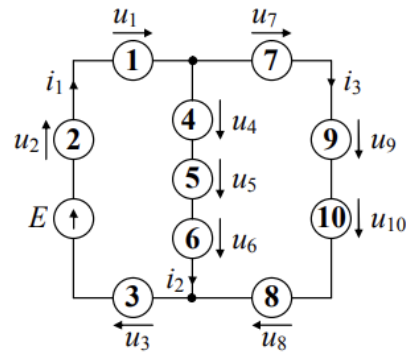 u₁ u₇
1 7
i₁ i₃
4 u₄
u₂ 2 9 u₉
5 u₅
E 10 u₁₀
6 u₆
i₂
3 8
u₃ u₈